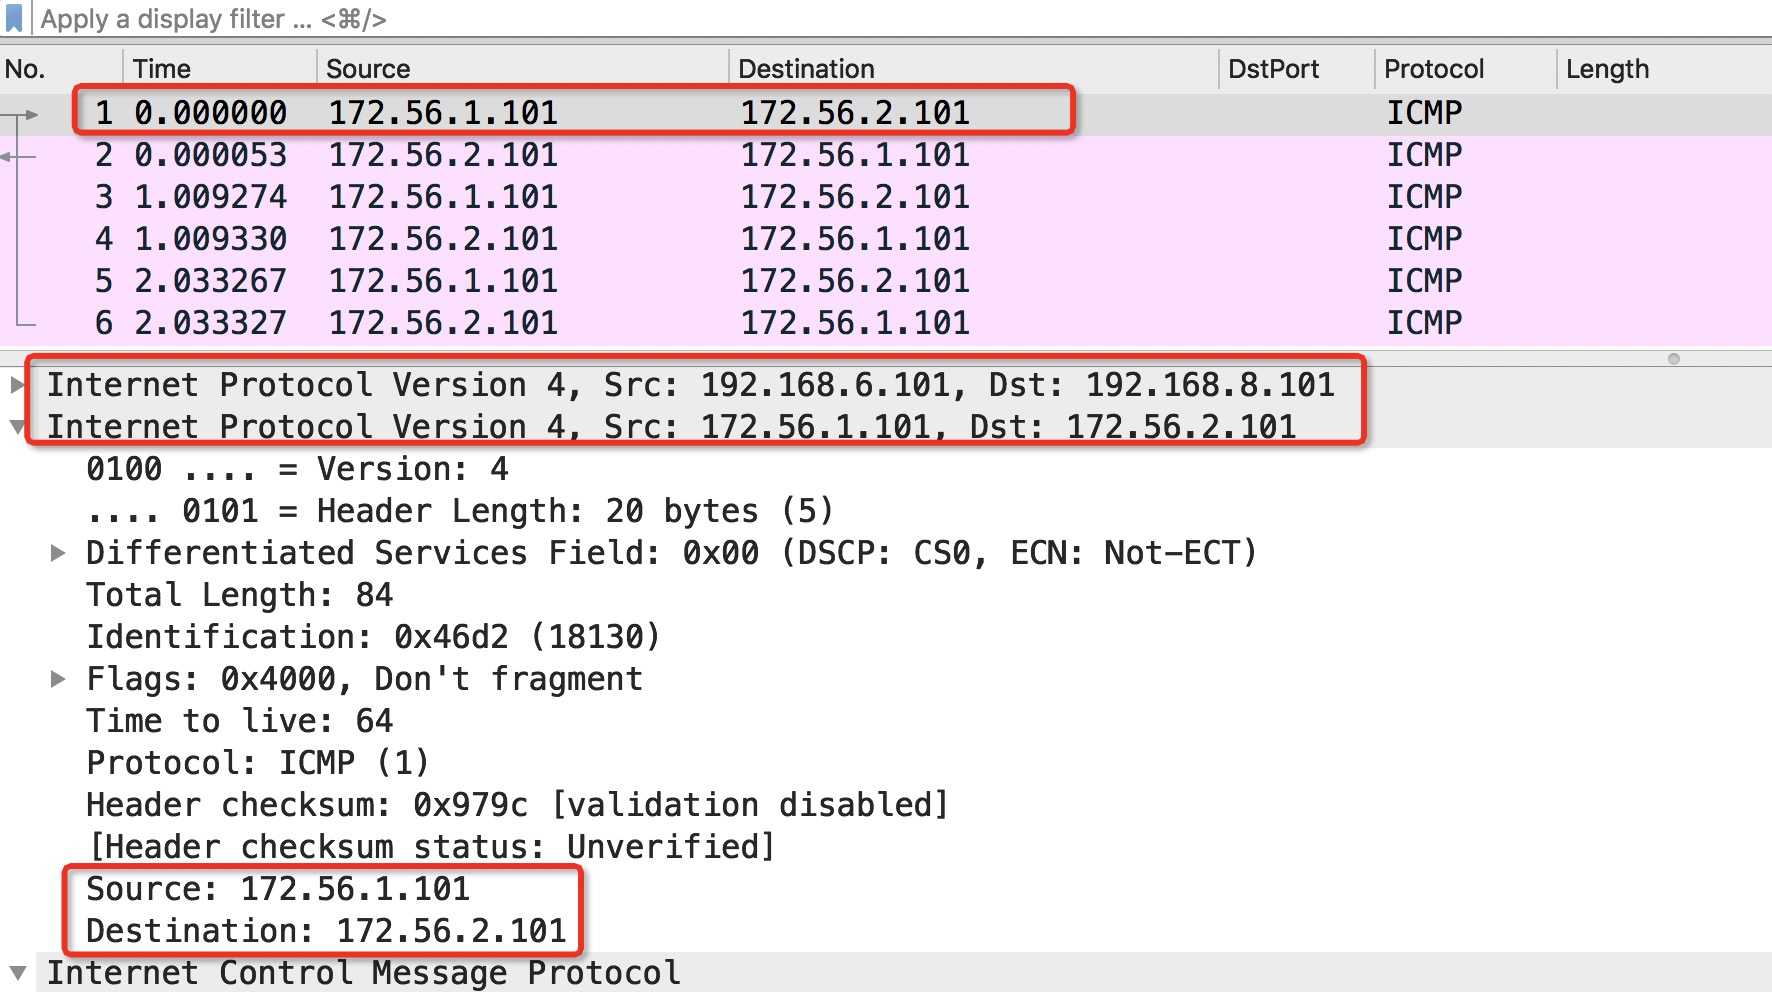 Apply a display filter ... <⌘/>
No. Time Source Destination DstPort Protocol Length
1 0.000000 172.56.1.101 172.56.2.101 ICMP
2 0.000053 172.56.2.101 172.56.1.101 ICMP
3 1.009274 172.56.1.101 172.56.2.101 ICMP
4 1.009330 172.56.2.101 172.56.1.101 ICMP
5 2.033267 172.56.1.101 172.56.2.101 ICMP
6 2.033327 172.56.2.101 172.56.1.101 ICMP
Internet Protocol Version 4, Src: 192.168.6.101, Dst: 192.168.8.101
Internet Protocol Version 4, Src: 172.56.1.101, Dst: 172.56.2.101
0100 .... = Version: 4
.... 0101 = Header Length: 20 bytes (5)
Differentiated Services Field: 0x00 (DSCP: CS0, ECN: Not-ECT)
Total Length: 84
Identification: 0x46d2 (18130)
Flags: 0x4000, Don't fragment
Time to live: 64
Protocol: ICMP (1)
Header checksum: 0x979c [validation disabled]
[Header checksum status: Unverified]
Source: 172.56.1.101
Destination: 172.56.2.101
Internet Control Message Protocol